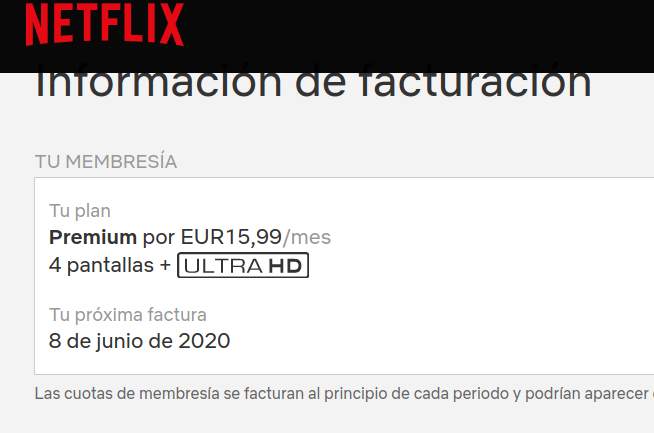 NETFLIX
Información de facturación
TU MEMBRESÍA
Tu plan
Premium por EUR15,99/mes
4 pantallas + ULTRA HD
Tu próxima factura
8 de junio de 2020
Las cuotas de membresía se facturan al principio de cada periodo y podrían aparecer